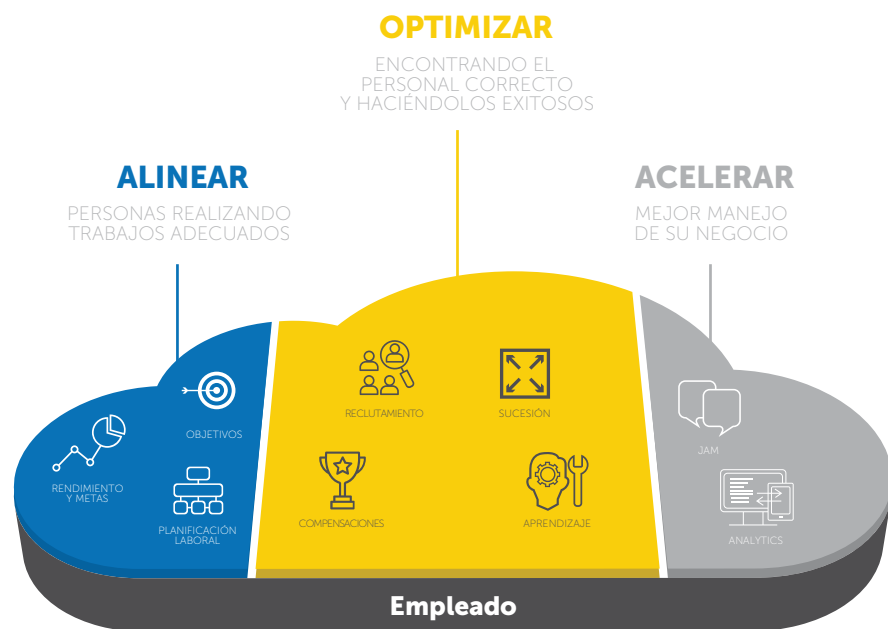 OPTIMIZAR
ENCONTRANDO EL
PERSONAL CORRECTO
Y HACIÉNDOLOS EXITOSOS
ALINEAR
PERSONAS REALIZANDO
TRABAJOS ADECUADOS
ACELERAR
MEJOR MANEJO
DE SU NEGOCIO
OBJETIVOS
RENDIMIENTO
Y METAS
PLANIFICACIÓN
LABORAL
RECLUTAMIENTO
SUCESIÓN
COMPENSACIONES
APRENDIZAJE
JAM
ANALYTICS
Empleado